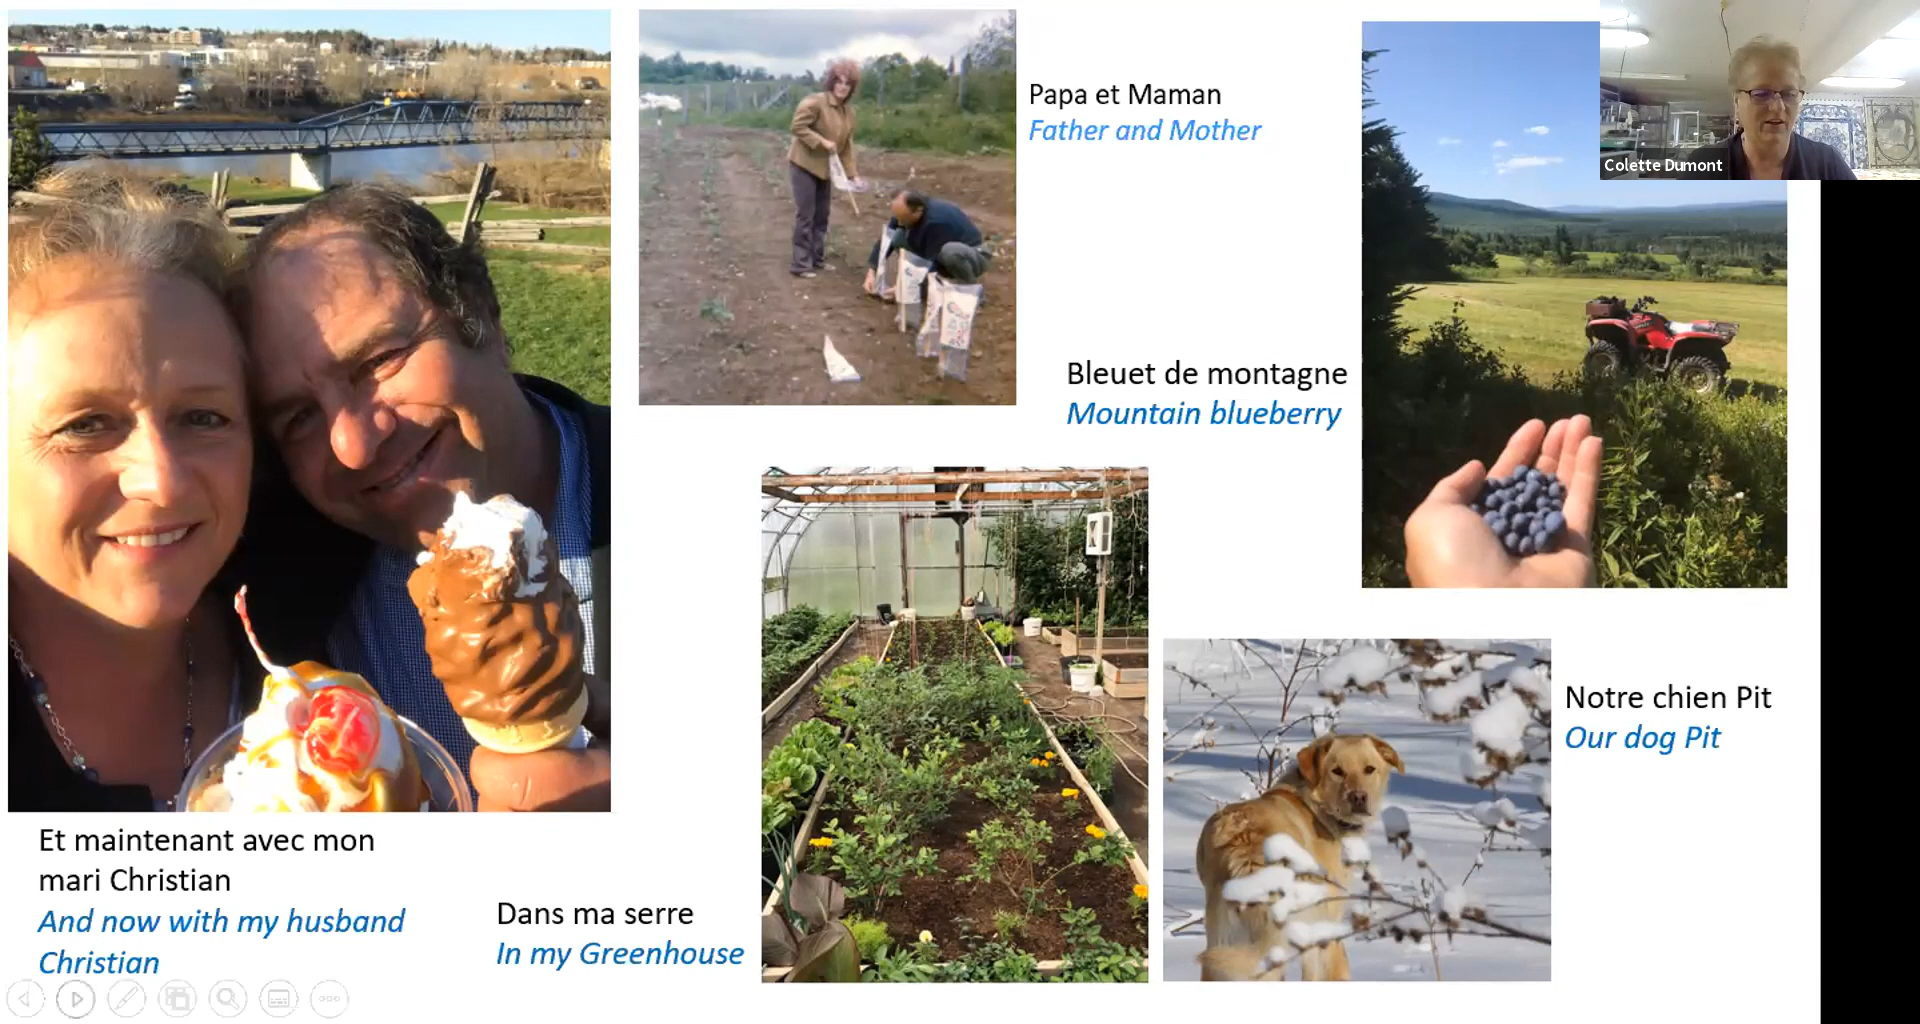 Papa et Maman
Father and Mother
Colette Dumont
Bleuet de montagne
Mountain blueberry
Notre chien Pit
Our dog Pit
Et maintenant avec mon
mari Christian
And now with my husband
Christian
Dans ma serre
In my Greenhouse